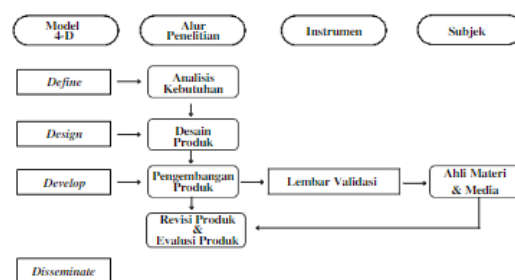 Model
4-D
Alur
Penelitian
Instrumen
Subjek
Define
Analisis
Kebutuhan
Design
Desain
Produk
Develop
Pengembangan
Produk
Lembar Validasi
Ahli Materi
& Media
Revisi Produk
&
Evalusi Produk
Disseminate